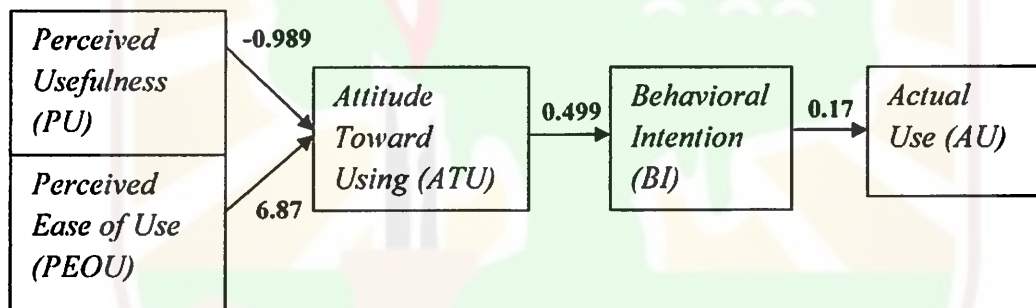 Perceived
Usefulness
(PU)
-0.989
Perceived
Ease of Use
(PEOU)
6.87
Attitude
Toward
Using (ATU)
0.499
Behavioral
Intention
(BI)
0.17
Actual
Use (AU)